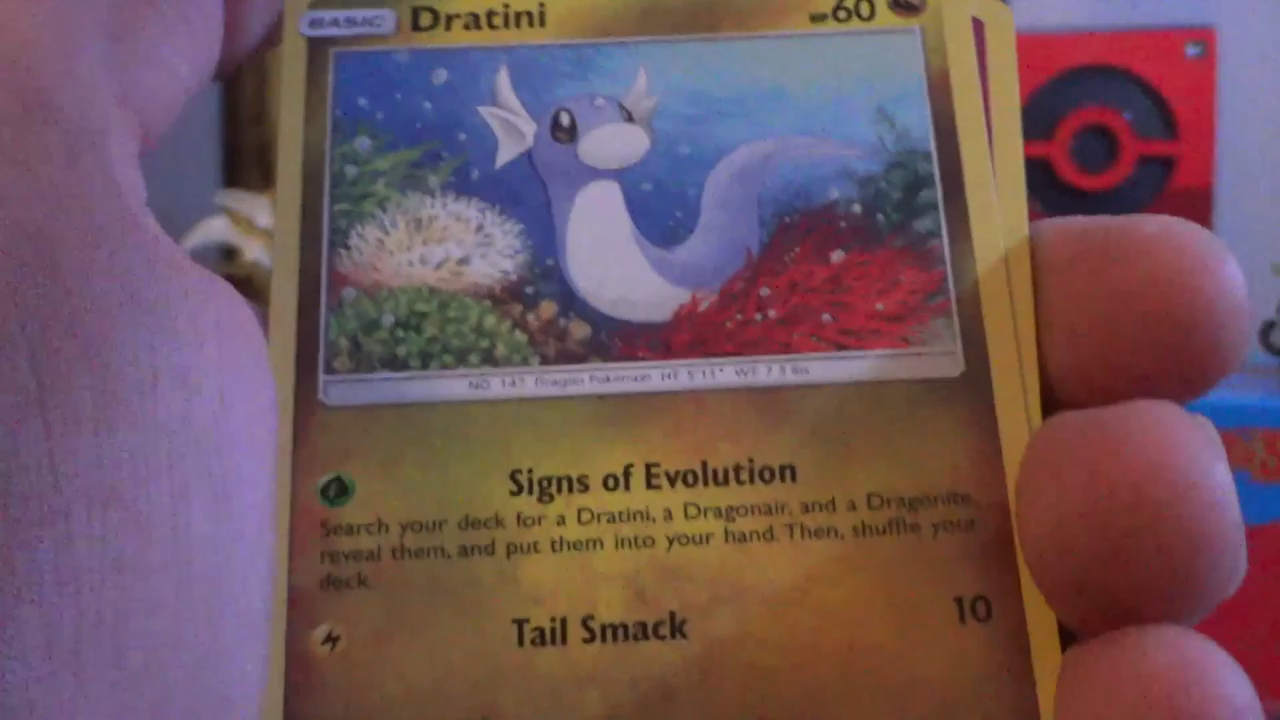 BASIC Dratini HP 60
NO. 147 Dragon Pokémon HT 5'11" WT 7.3 lbs
Signs of Evolution
Search your deck for a Dratini, a Dragonair, and a Dragonite,
reveal them, and put them into your hand. Then, shuffle your
deck.
Tail Smack 10